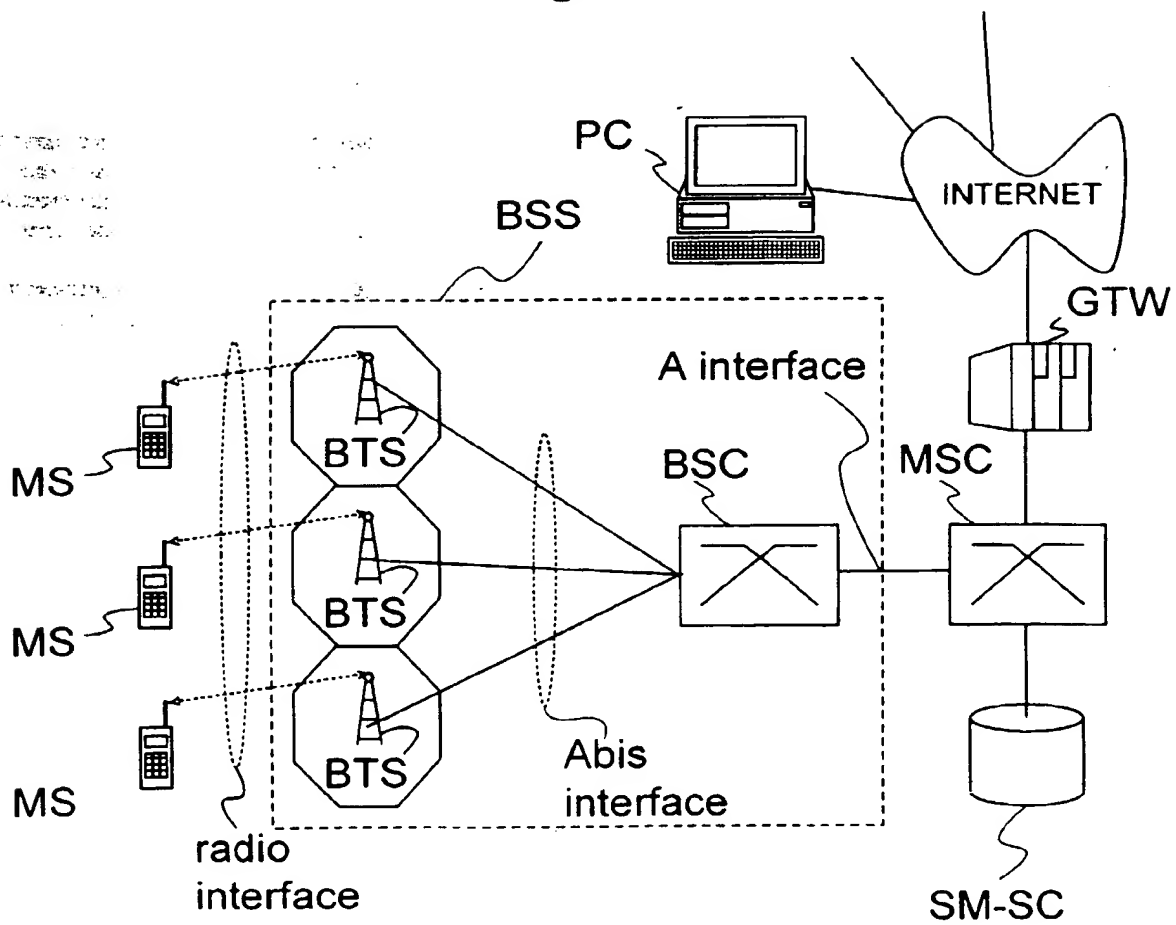 PC
INTERNET
BSS
GTW
A interface
BTS
BSC
MSC
MS
BTS
MS
BTS
Abis
interface
MS
radio
interface
SM-SC